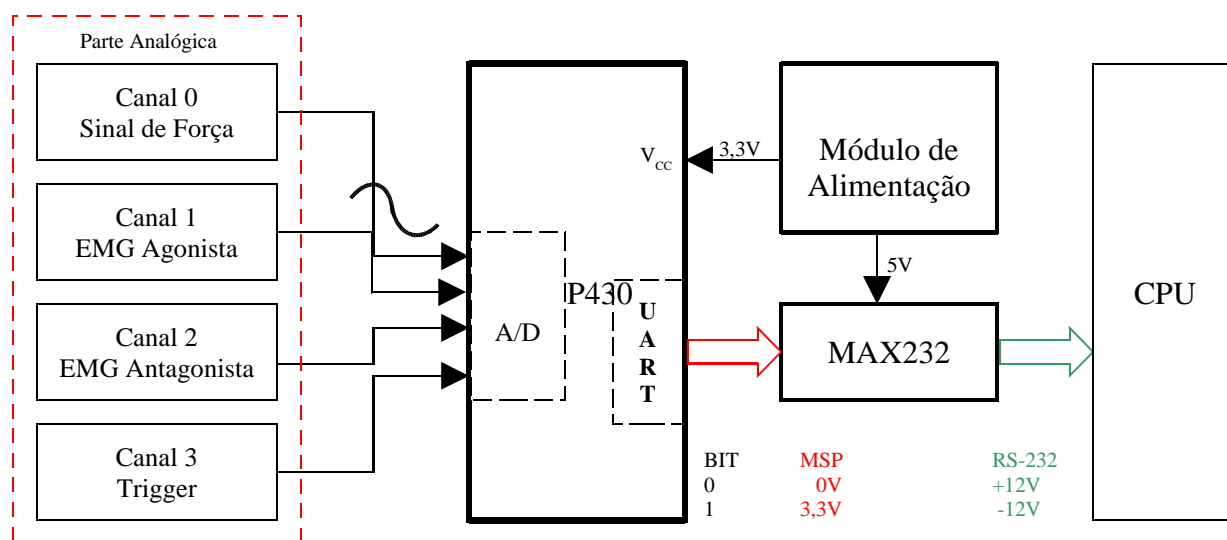 Parte Analógica
Canal 0
Sinal de Força
Canal 1
EMG Agonista
Canal 2
EMG Antagonista
Canal 3
Trigger
A/D
P430
UART
VCC
3,3V
Módulo de
Alimentação
5V
MAX232
CPU
BIT MSP RS-232
0 0V +12V
1 3,3V -12V